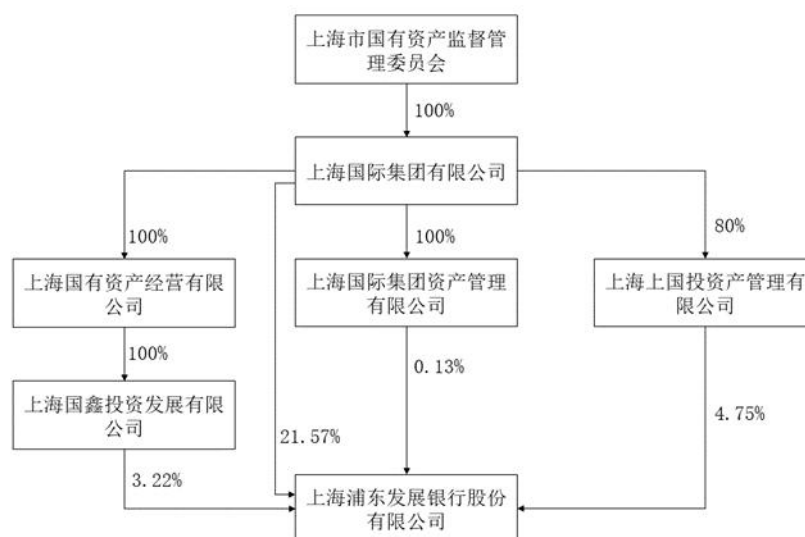 上海市国有资产监督管
理委员会
100%
上海国际集团有限公司
100%
100%
80%
上海国有资产经营有限
公司
上海国际集团资产管理
有限公司
上海上国投资产管理有
限公司
100%
0.13%
上海国鑫投资发展有限
公司
4.75%
21.57%
3.22%
上海浦东发展银行股份
有限公司